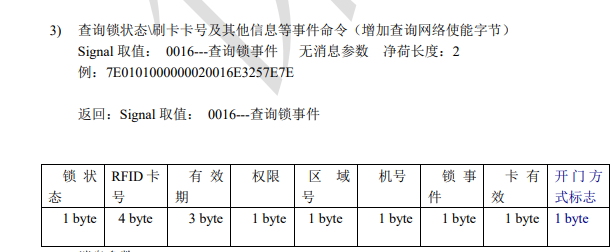 3) 查询锁状态\刷卡卡号及其他信息等事件命令（增加查询网络使能字节）
Signal 取值： 0016---查询锁事件 无消息参数 净荷长度：2
例：7E0101000000020016E3257E7E
返回：Signal 取值： 0016---查询锁事件
锁状态 RFID 卡号 有效期 权限 区域号 机号 锁事件 卡有效 开门方式标志
1 byte 4 byte 3 byte 1 byte 1 byte 1 byte 1 byte 1 byte 1 byte